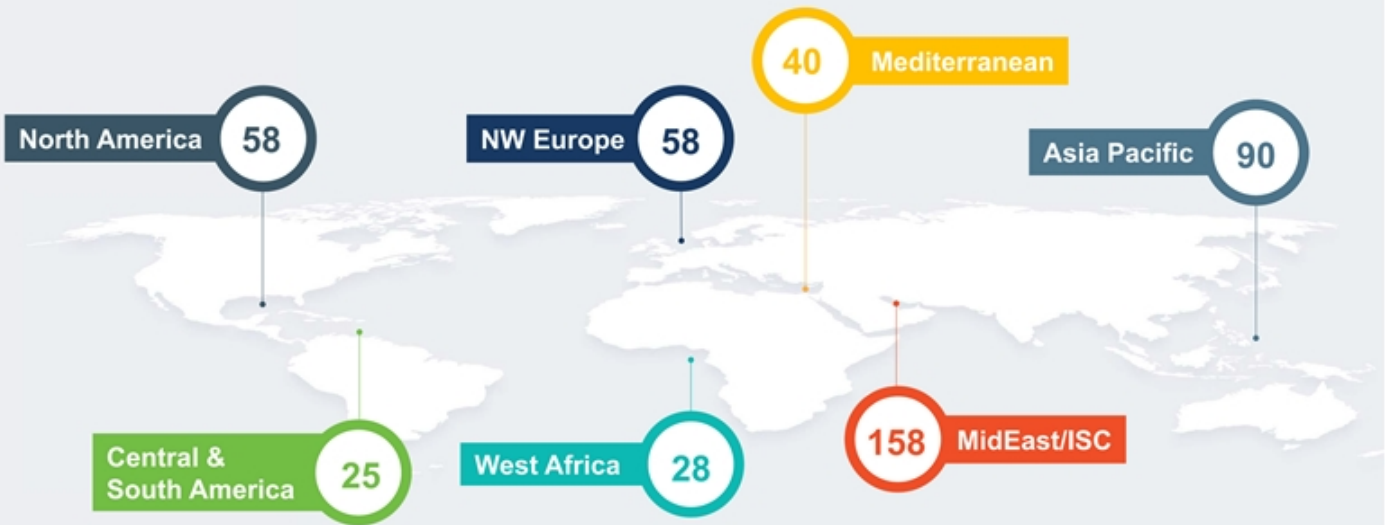 40
Mediterranean
North America
58
NW Europe
58
Asia Pacific
90
Central &
South America
25
West Africa
28
158
MidEast/ISC